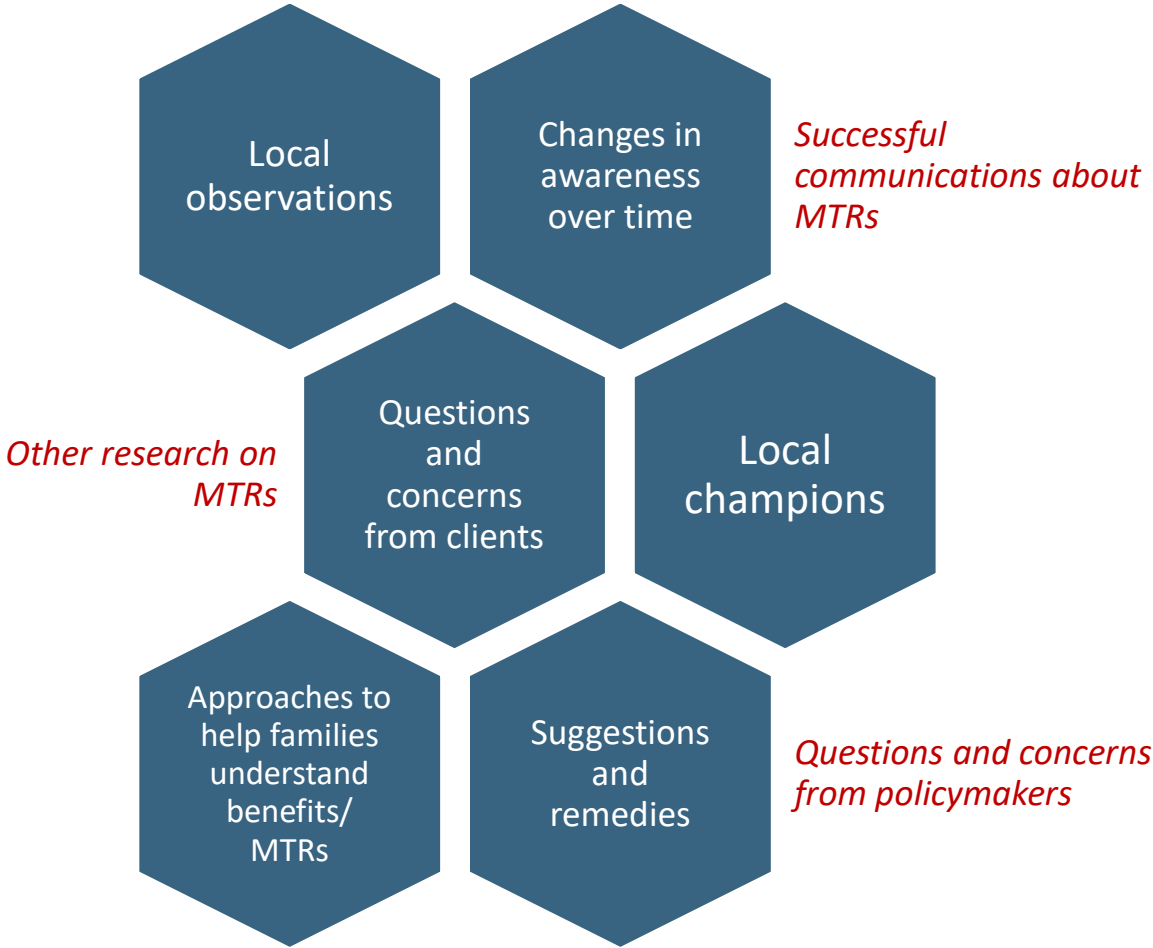 Local
observations
Changes in
awareness
over time
Successful
communications about
MTRs
Other research on
MTRs
Questions
and
concerns
from clients
Local
champions
Approaches to
help families
understand
benefits/
MTRs
Suggestions
and
remedies
Questions and concerns
from policymakers